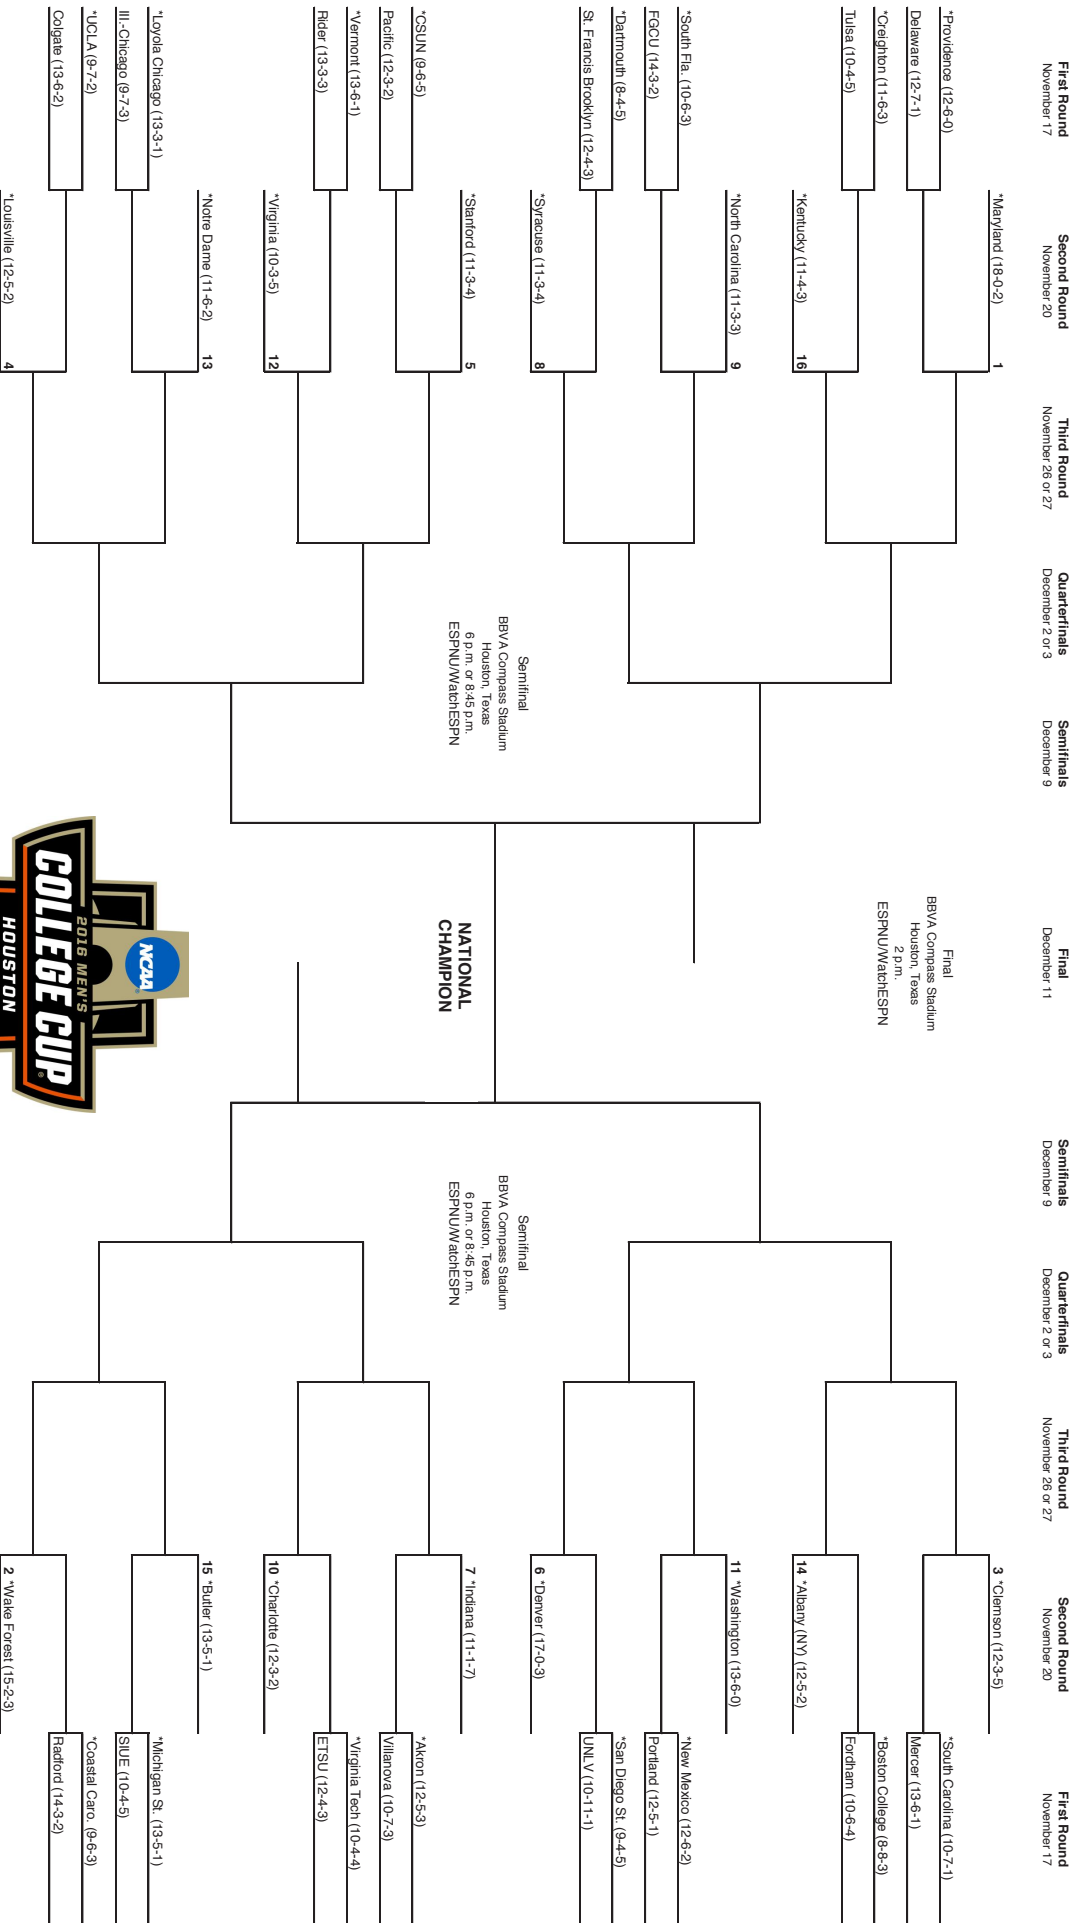 First Round
November 17
Second Round
November 20
Third Round
November 26 or 27
Quarterfinals
December 2 or 3
Semifinals
December 9
Final
December 11
Semifinals
December 9
Quarterfinals
December 2 or 3
Third Round
November 26 or 27
Second Round
November 20
First Round
November 17
*Maryland (18-0-2)
1
*Providence (12-6-0)
Delaware (12-7-1)
*Creighton (11-6-3)
Tulsa (10-4-5)
*Kentucky (11-4-3)
16
*North Carolina (11-3-3)
9
*South Fla. (10-6-3)
FGCU (14-3-2)
*Dartmouth (8-4-5)
St. Francis Brooklyn (12-4-3)
*Syracuse (11-3-4)
8
*Stanford (11-3-4)
5
*CSUN (9-6-5)
Pacific (12-3-2)
*Vermont (13-6-1)
Rider (13-3-3)
*Virginia (10-3-5)
12
*Notre Dame (11-6-2)
13
*Loyola Chicago (13-3-1)
Ill.-Chicago (9-7-3)
*UCLA (9-7-2)
Colgate (13-6-2)
*Louisville (12-5-2)
4
Semifinal
BBVA Compass Stadium
Houston, Texas
6 p.m. or 8:45 p.m.
ESPNU/WatchESPN
Final
BBVA Compass Stadium
Houston, Texas
2 p.m.
ESPNU/WatchESPN
NATIONAL
CHAMPION
NCAA
2016 MEN'S
COLLEGE CUP®
HOUSTON
Semifinal
BBVA Compass Stadium
Houston, Texas
6 p.m. or 8:45 p.m.
ESPNU/WatchESPN
3 *Clemson (12-3-5)
*South Carolina (10-7-1)
Mercer (13-6-1)
*Boston College (8-8-3)
Fordham (10-6-4)
14 *Albany (NY) (12-5-2)
11 *Washington (13-6-0)
*New Mexico (12-6-2)
Portland (12-5-1)
*San Diego St. (9-4-5)
UNLV (10-11-1)
6 *Denver (17-0-3)
7 *Indiana (11-1-7)
*Akron (12-5-3)
Villanova (10-7-3)
*Virginia Tech (10-4-4)
ETSU (12-4-3)
10 *Charlotte (12-3-2)
15 *Butler (13-5-1)
*Michigan St. (13-5-1)
SIUE (10-4-5)
*Coastal Caro. (9-6-3)
Radford (14-3-2)
2 *Wake Forest (15-2-3)